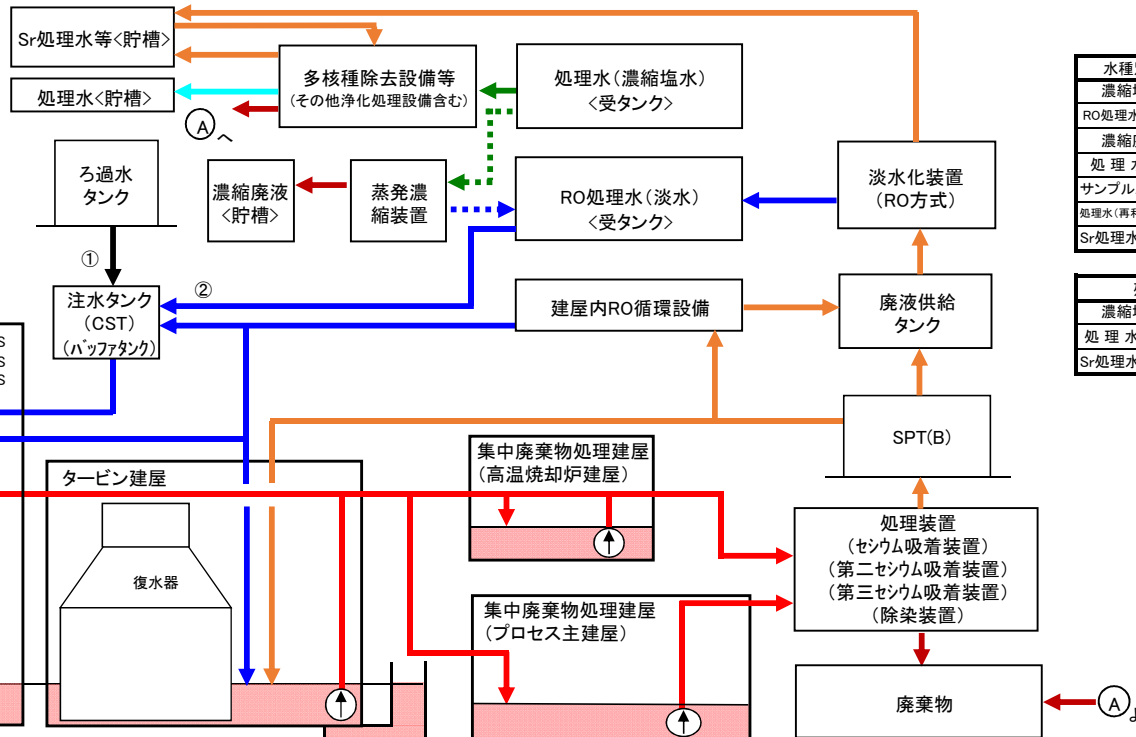 Sr処理水等<貯槽>
処理水<貯槽>
多核種除去設備等
(その他浄化処理設備含む)
Aへ
処理水(濃縮塩水)
<受タンク>
ろ過水
タンク
濃縮廃液
<貯槽>
蒸発濃
縮装置
RO処理水(淡水)
<受タンク>
淡水化装置
(RO方式)
①
②
注水タンク
(CST)
(バッファタンク)
建屋内RO循環設備
廃液供給
タンク
SPT(B)
S
S
S
タービン建屋
復水器
集中廃棄物処理建屋
(高温焼却炉建屋)
集中廃棄物処理建屋
(プロセス主建屋)
処理装置
(セシウム吸着装置)
(第二セシウム吸着装置)
(第三セシウム吸着装置)
(除染装置)
廃棄物
A
水種
濃縮
RO処理水
濃縮
処理水
サンプル
処理水(再
Sr処理水
濃縮
処理水
Sr処理水